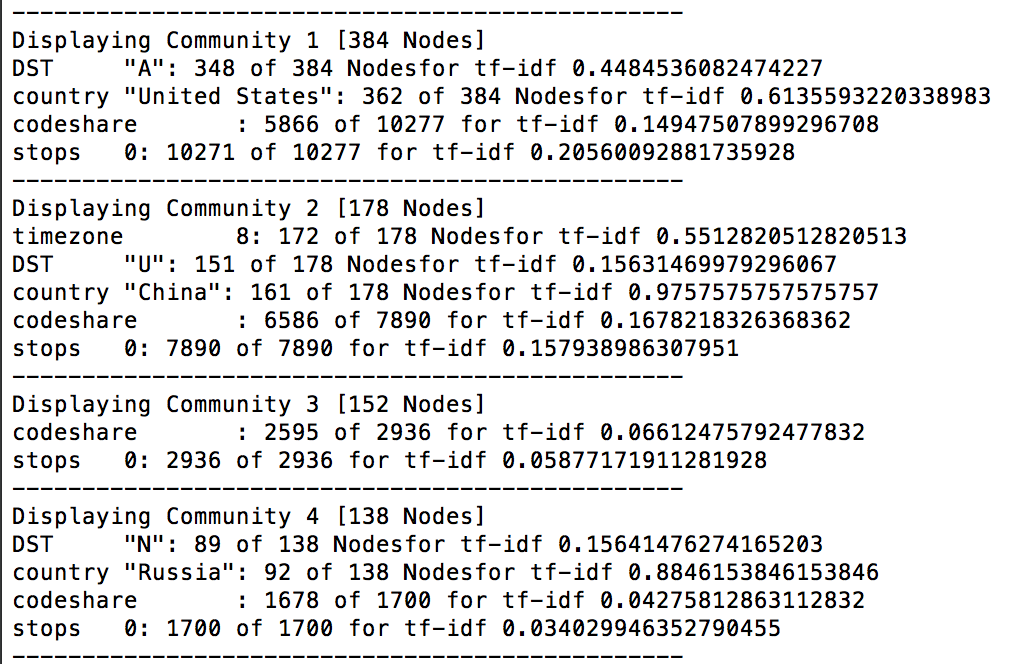 ------------------------------------------------
Displaying Community 1 [384 Nodes]
DST     "A": 348 of 384 Nodesfor tf-idf 0.4484536082474227
country "United States": 362 of 384 Nodesfor tf-idf 0.6135593220338983
codeshare       : 5866 of 10277 for tf-idf 0.14947507899296708
stops   0: 10271 of 10277 for tf-idf 0.20560092881735928
------------------------------------------------
Displaying Community 2 [178 Nodes]
timezone        8: 172 of 178 Nodesfor tf-idf 0.5512820512820513
DST     "U": 151 of 178 Nodesfor tf-idf 0.15631469979296067
country "China": 161 of 178 Nodesfor tf-idf 0.9757575757575757
codeshare       : 6586 of 7890 for tf-idf 0.1678218326368362
stops   0: 7890 of 7890 for tf-idf 0.157938986307951
------------------------------------------------
Displaying Community 3 [152 Nodes]
codeshare       : 2595 of 2936 for tf-idf 0.06612475792477832
stops   0: 2936 of 2936 for tf-idf 0.05877171911281928
------------------------------------------------
Displaying Community 4 [138 Nodes]
DST     "N": 89 of 138 Nodesfor tf-idf 0.15641476274165203
country "Russia": 92 of 138 Nodesfor tf-idf 0.8846153846153846
codeshare       : 1678 of 1700 for tf-idf 0.04275812863112832
stops   0: 1700 of 1700 for tf-idf 0.034029946352790455
------------------------------------------------